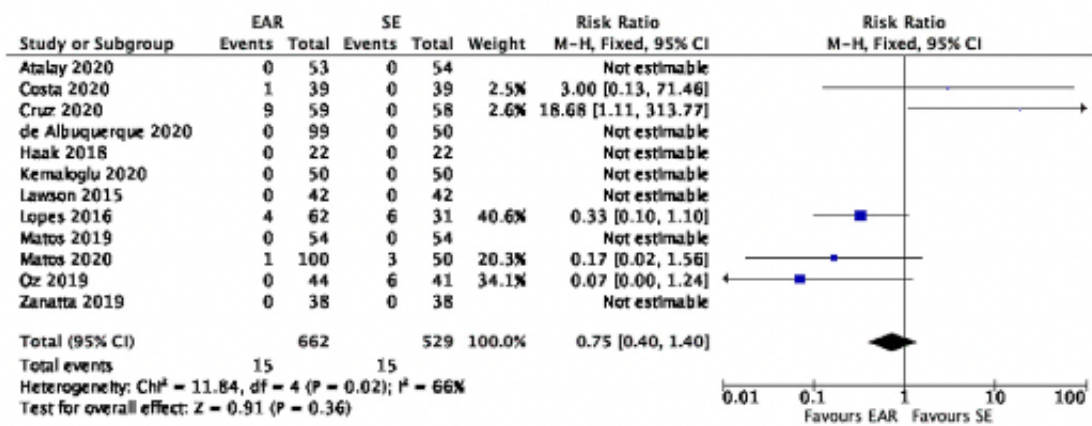 EAR SE Risk Ratio Risk Ratio
Study or Subgroup Events Total Events Total Weight M-H, Fixed, 95% CI M-H, Fixed, 95% CI
Atalay 2020 0 53 0 54 Not estimable
Costa 2020 1 39 0 39 2.5% 3.00 [0.13, 71.46]
Cruz 2020 9 59 0 58 2.6% 18.68 [1.11, 313.77]
de Albuquerque 2020 0 99 0 50 Not estimable
Haak 2018 0 22 0 22 Not estimable
Kemaloglu 2020 0 50 0 50 Not estimable
Lawson 2015 0 42 0 42 Not estimable
Lopes 2016 4 62 6 31 40.6% 0.33 [0.10, 1.10]
Matos 2019 0 54 0 54 Not estimable
Matos 2020 1 100 3 50 20.3% 0.17 [0.02, 1.56]
Oz 2019 0 44 6 41 34.1% 0.07 [0.00, 1.24]
Zanatta 2019 0 38 0 38 Not estimable
Total (95% CI) 662 529 100.0% 0.75 [0.40, 1.40]
Total events 15 15
Heterogeneity: Chi² = 11.84, df = 4 (P = 0.02); I² = 66%
Test for overall effect: Z = 0.91 (P = 0.36)
0.01 0.1 1 10 100
Favours EAR Favours SE